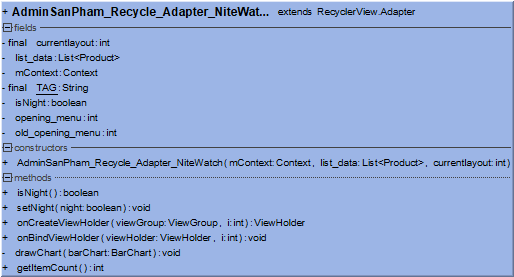 + AdminSanPham_Recycle_Adapter_NiteWat... extends RecyclerView.Adapter
fields
- final currentlayout:int
- list_data:List<Product>
- mContext:Context
- final TAG:String
- isNight:boolean
- opening_menu:int
- old_opening_menu:int
constructors
+ AdminSanPham_Recycle_Adapter_NiteWatch(mContext:Context, list_data:List<Product>, currentlayout:int)
methods
+ isNight():boolean
+ setNight(night:boolean):void
+ onCreateViewHolder(viewGroup:ViewGroup, i:int):ViewHolder
+ onBindViewHolder(viewHolder:ViewHolder, i:int):void
- drawChart(barChart:BarChart):void
+ getItemCount():int